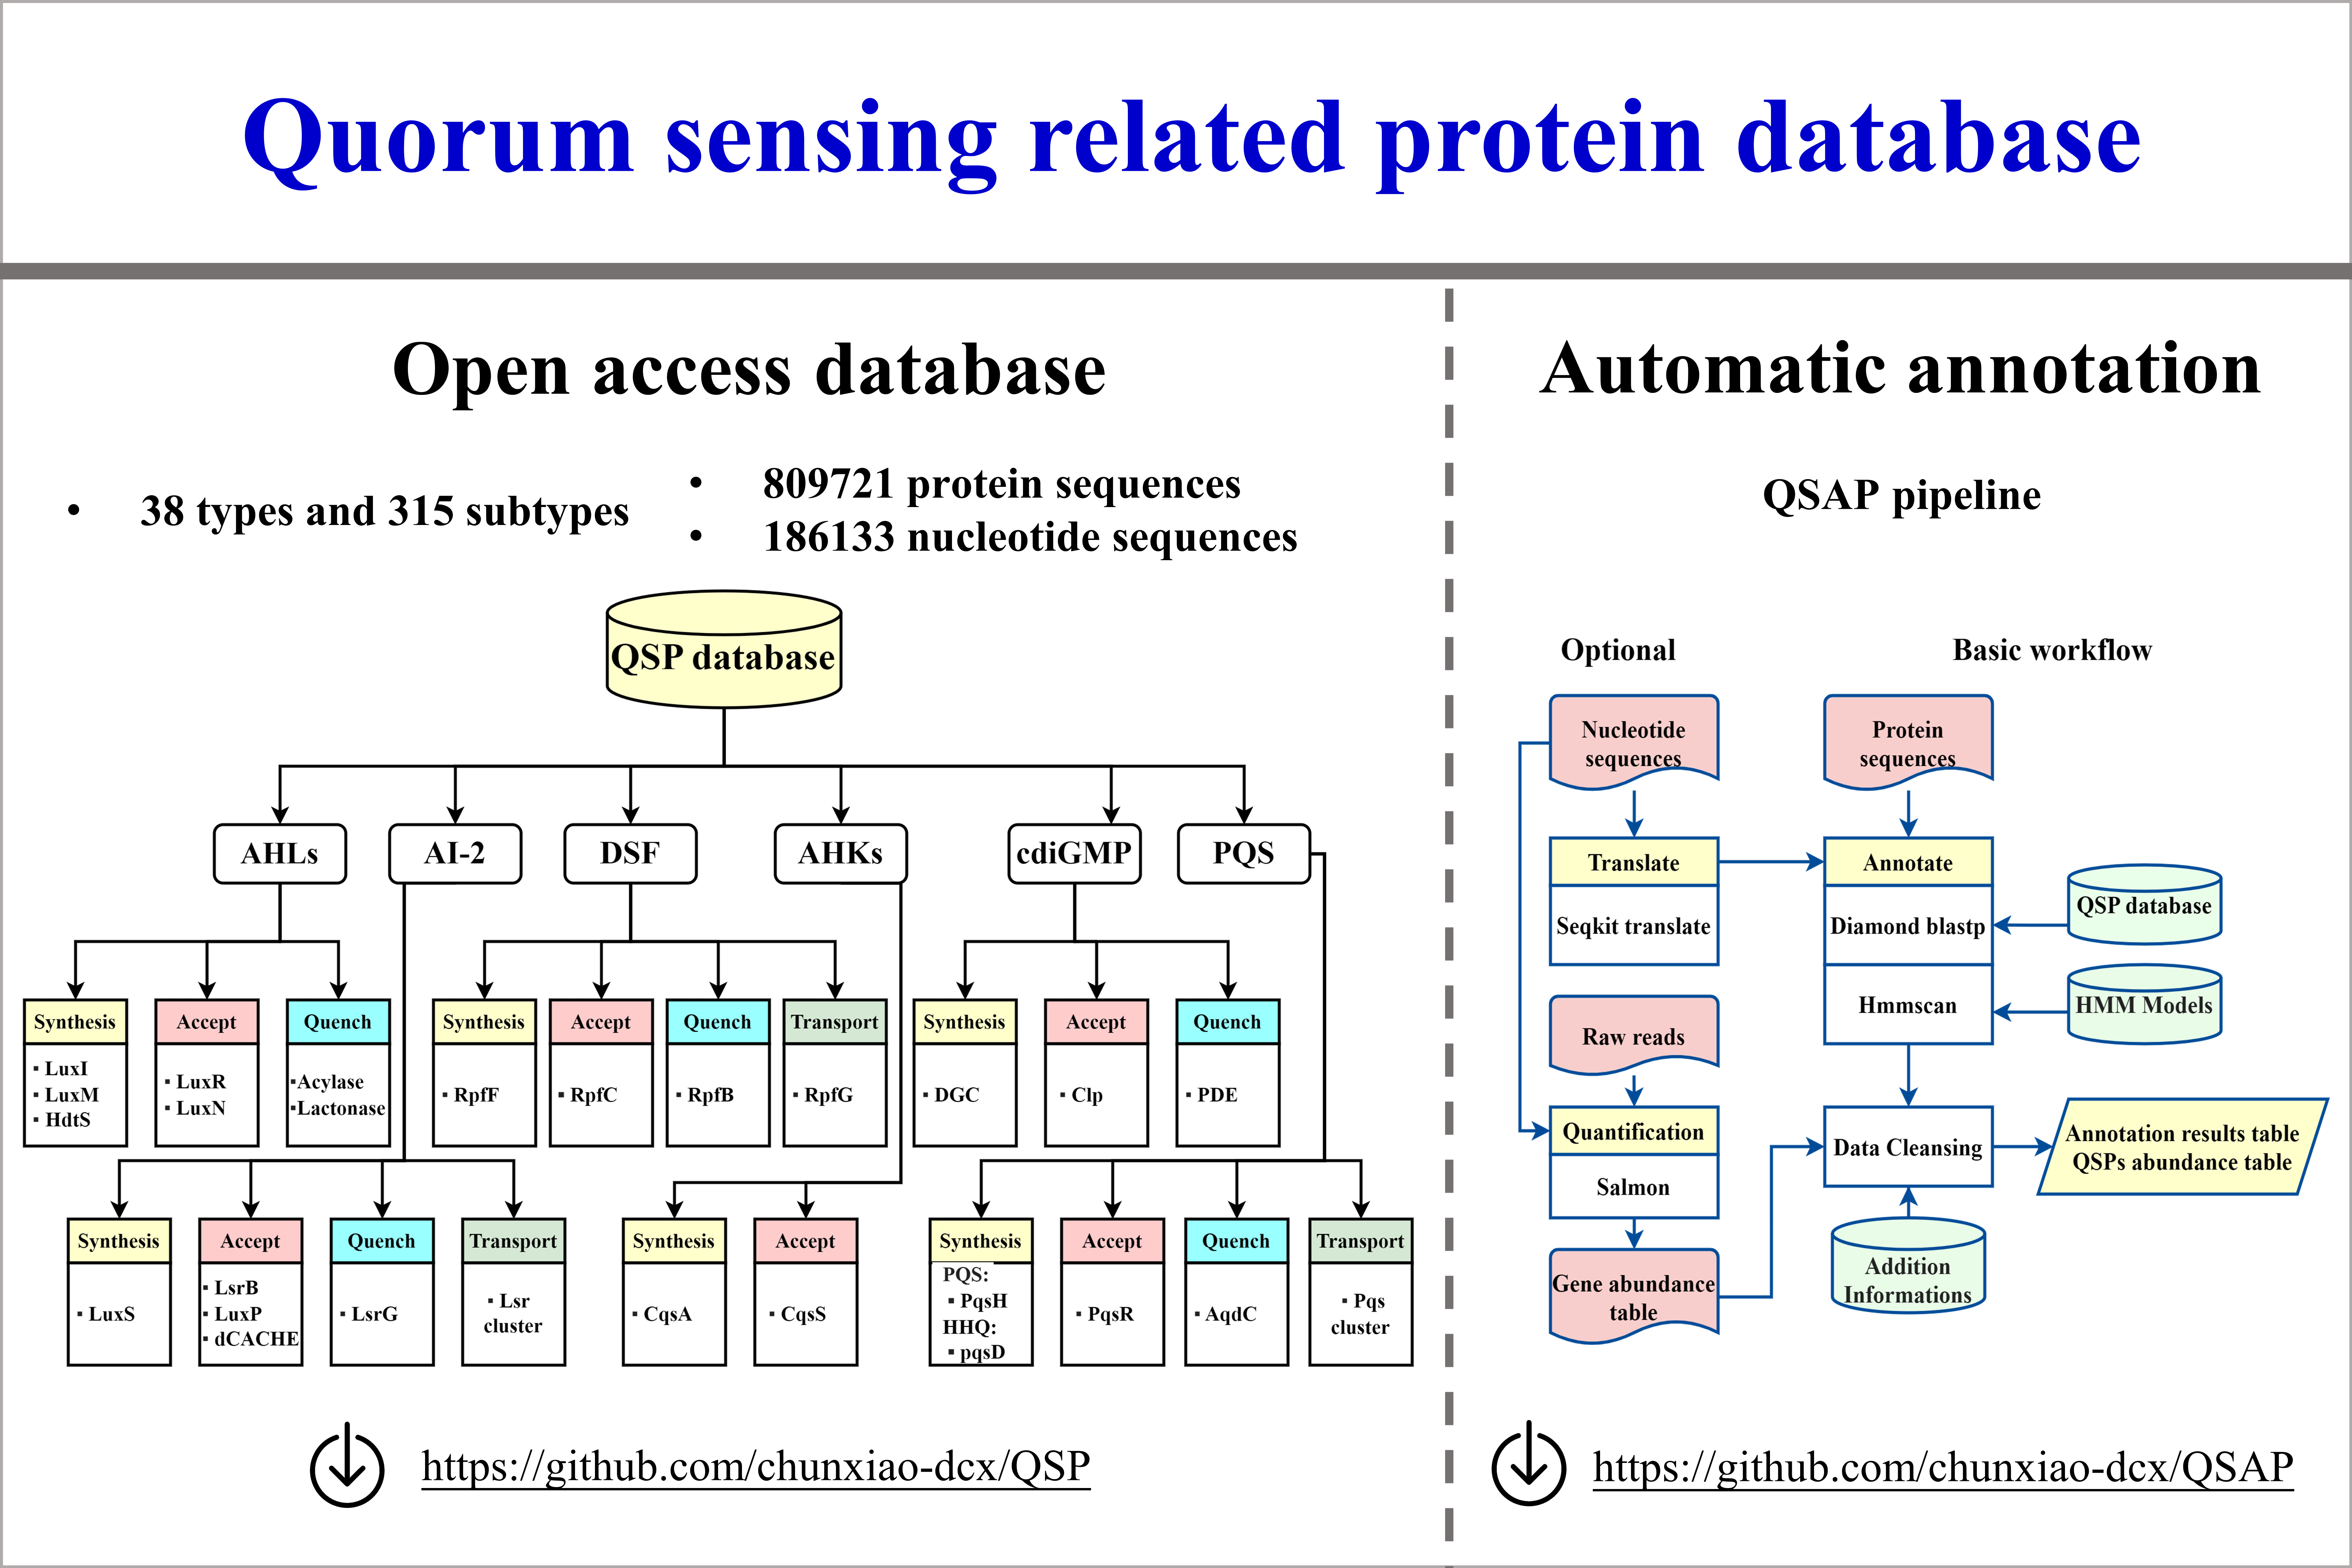 Quorum sensing related protein database
Open access database
• 38 types and 315 subtypes
• 809721 protein sequences
• 186133 nucleotide sequences
QSP database
AHLs
AI-2
DSF
AHKs
cdiGMP
PQS
Synthesis
▪ LuxI
▪ LuxM
▪ HdtS
Accept
▪ LuxR
▪ LuxN
Quench
▪Acylase
▪Lactonase
Synthesis
▪ RpfF
Accept
▪ RpfC
Quench
▪ RpfB
Transport
▪ RpfG
Synthesis
▪ DGC
Accept
▪ Clp
Quench
▪ PDE
Synthesis
▪ LuxS
Accept
▪ LsrB
▪ LuxP
▪ dCACHE
Quench
▪ LsrG
Transport
▪ Lsr
cluster
Synthesis
▪ CqsA
Accept
▪ CqsS
Synthesis
PQS:
▪ PqsH
HHQ:
▪ pqsD
Accept
▪ PqsR
Quench
▪ AqdC
Transport
▪ Pqs
cluster
https://github.com/chunxiao-dcx/QSP
Automatic annotation
QSAP pipeline
Optional
Basic workflow
Nucleotide
sequences
Protein
sequences
Translate
Seqkit translate
Annotate
Diamond blastp
Hmmscan
QSP database
HMM Models
Raw reads
Quantification
Salmon
Gene abundance
table
Data Cleansing
Annotation results table
QSPs abundance table
Addition
Informations
https://github.com/chunxiao-dcx/QSAP